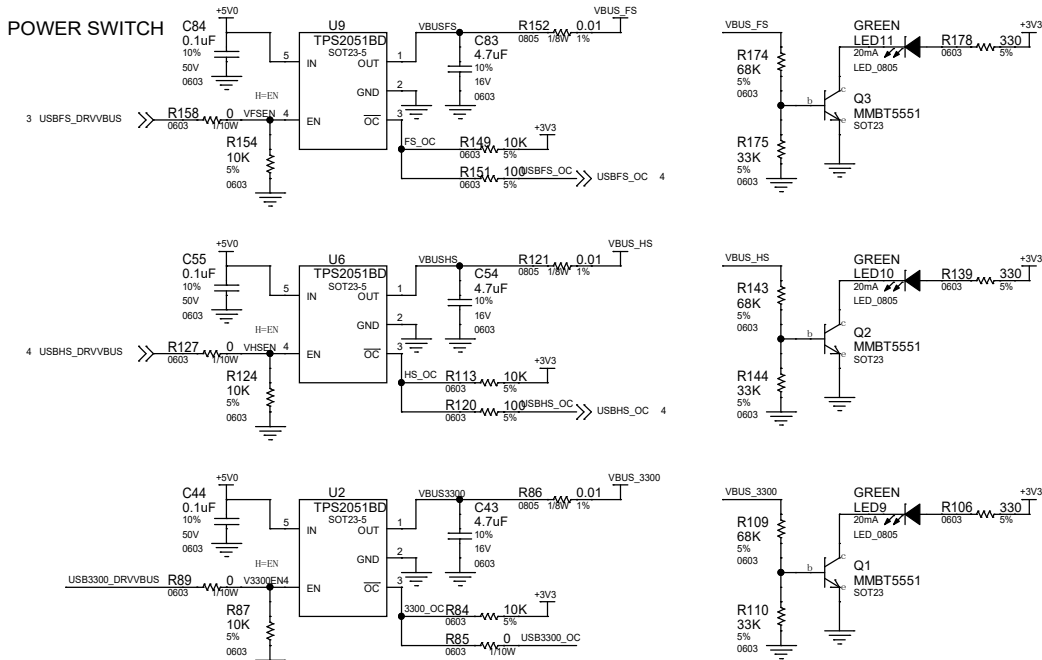 POWER SWITCH
+5V0
C84
0.1uF
10%
50V
0603
U9
TPS2051BD
SOT23-5
5 IN
OUT 1
GND 2
H=EN
4 EN
OC 3
VBUSFS
R152 0.01
0805 1/8W 1%
VBUS_FS
C83
4.7uF
10%
16V
0603
3 USBFS_DRVVBUS
R158 0
0603 1/10W
VFSEN
R154
10K
5%
0603
FS_OC
R149 10K
0603 5%
+3V3
R151 100
0603 5%
USBFS_OC
USBFS_OC 4
VBUS_FS
R174
68K
5%
0603
R175
33K
5%
0603
GREEN
LED11
20mA
LED_0805
R178 330
0603 5%
+3V3
b
c
e
Q3
MMBT5551
SOT23
+5V0
C55
0.1uF
10%
50V
0603
U6
TPS2051BD
SOT23-5
5 IN
OUT 1
GND 2
H=EN
4 EN
OC 3
VBUSHS
R121 0.01
0805 1/8W 1%
VBUS_HS
C54
4.7uF
10%
16V
0603
4 USBHS_DRVVBUS
R127 0
0603 1/10W
VHSEN
R124
10K
5%
0603
HS_OC
R113 10K
0603 5%
+3V3
R120 100
0603 5%
USBHS_OC
USBHS_OC 4
VBUS_HS
R143
68K
5%
0603
R144
33K
5%
0603
GREEN
LED10
20mA
LED_0805
R139 330
0603 5%
+3V3
b
c
e
Q2
MMBT5551
SOT23
+5V0
C44
0.1uF
10%
50V
0603
U2
TPS2051BD
SOT23-5
5 IN
OUT 1
GND 2
H=EN
4 EN
OC 3
VBUS3300
R86 0.01
0805 1/8W 1%
VBUS_3300
C43
4.7uF
10%
16V
0603
USB3300_DRVVBUS
R89 0
0603 1/10W
V3300EN
R87
10K
5%
0603
3300_OC
R84 10K
0603 5%
+3V3
R85 0
0603 1/10W
USB3300_OC
VBUS_3300
R109
68K
5%
0603
R110
33K
5%
0603
GREEN
LED9
20mA
LED_0805
R106 330
0603 5%
+3V3
b
c
e
Q1
MMBT5551
SOT23